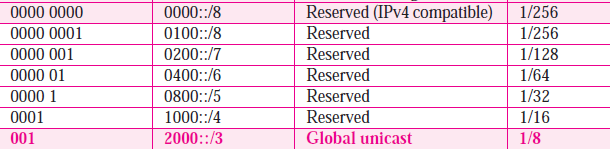 0000 0000 0000::/8 Reserved (IPv4 compatible) 1/256
0000 0001 0100::/8 Reserved 1/256
0000 001 0200::/7 Reserved 1/128
0000 01 0400::/6 Reserved 1/64
0000 1 0800::/5 Reserved 1/32
0001 1000::/4 Reserved 1/16
001 2000::/3 Global unicast 1/8